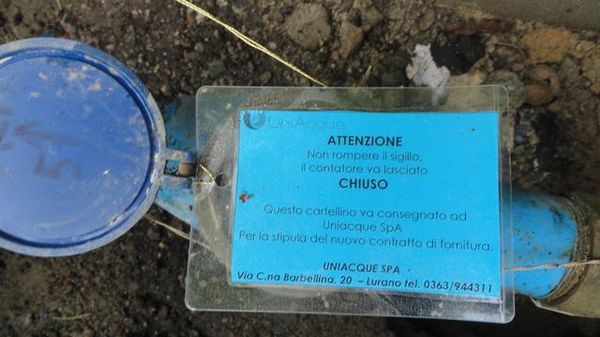 UniAcque
ATTENZIONE
Non rompere il sigillo,
il contatore va lasciato
CHIUSO
Questo cartellino va consegnato ad
Uniacque SpA
Per la stipula del nuovo contratto di fornitura.
UNIACQUE SPA
Via C.na Barbellina, 20 – Lurano tel. 0363/944311